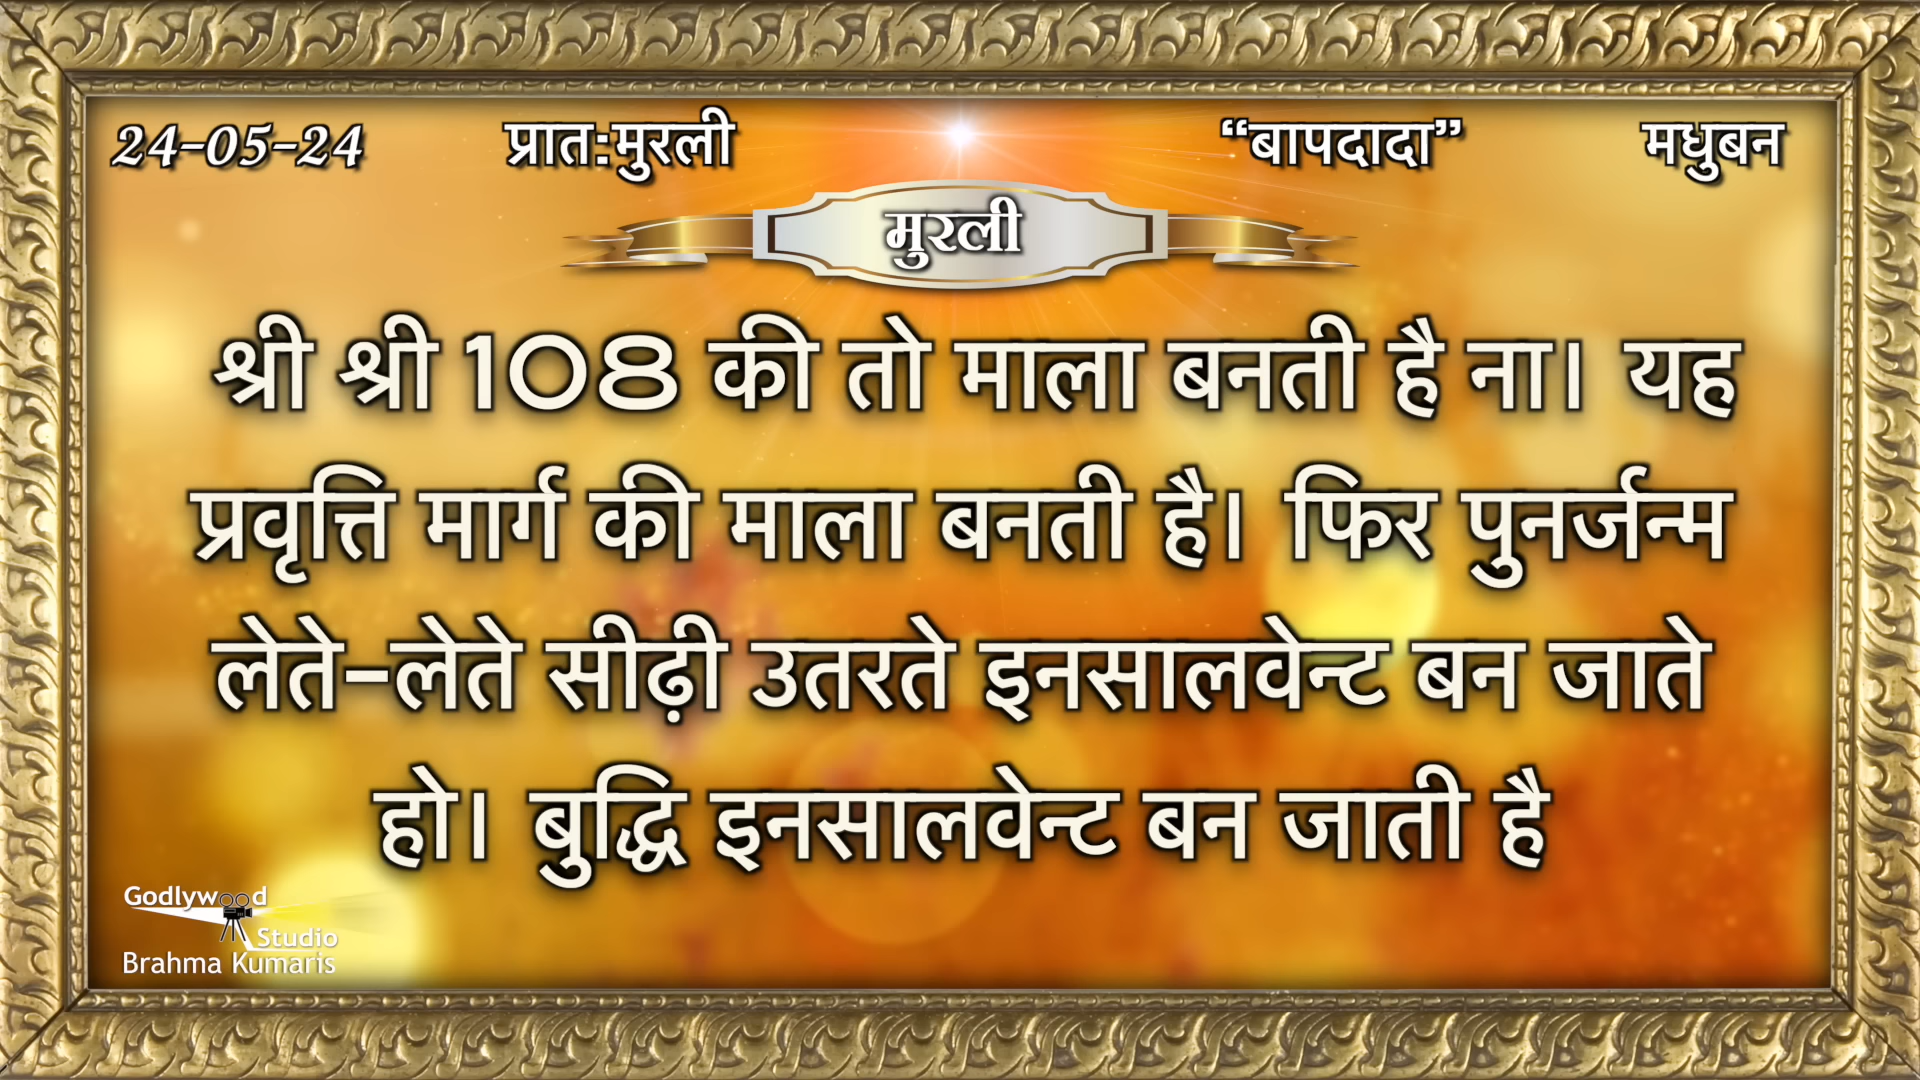 24-05-24 प्रात:मुरली “बापदादा” मधुबन
मुरली
श्री श्री 108 की तो माला बनती है ना। यह
प्रवृत्ति मार्ग की माला बनती है। फिर पुनर्जन्म
लेते-लेते सीढ़ी उतरते इनसालवेन्ट बन जाते
हो। बुद्धि इनसालवेन्ट बन जाती है
Godlywood
Studio
Brahma Kumaris